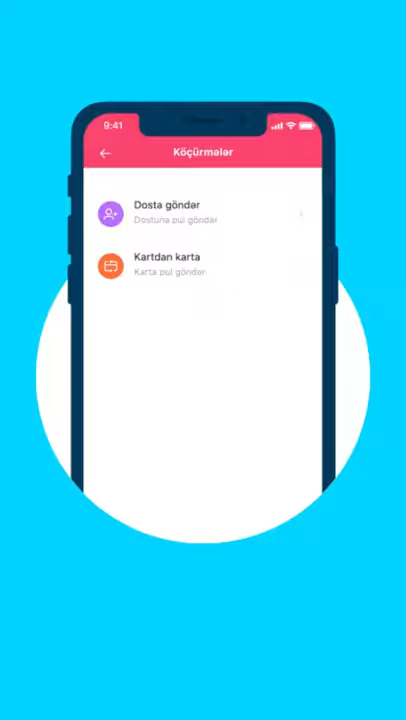 9:41
Köçürmələr
Dosta göndər
Dostuna pul göndər
Kartdan karta
Karta pul göndər